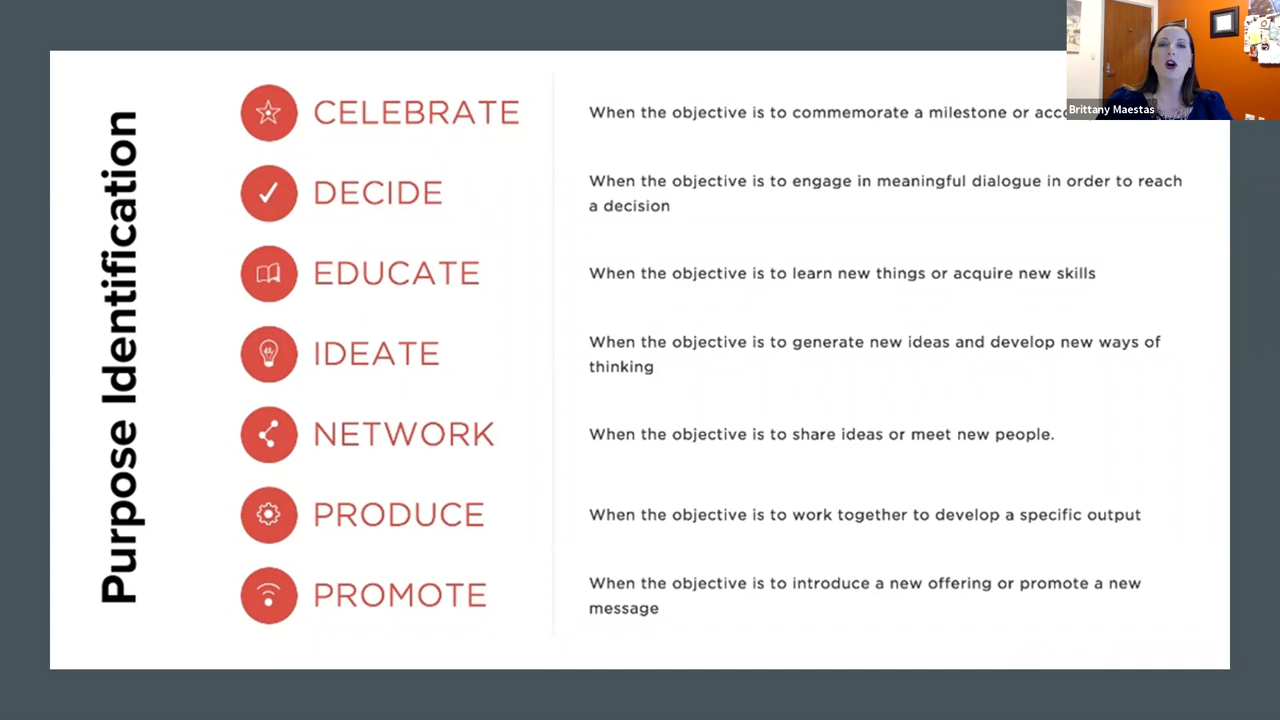 Purpose Identification
CELEBRATE
When the objective is to commemorate a milestone or
DECIDE
When the objective is to engage in meaningful dialogue in order to reach
a decision
EDUCATE
When the objective is to learn new things or acquire new skills
IDEATE
When the objective is to generate new ideas and develop new ways of
thinking
NETWORK
When the objective is to share ideas or meet new people.
PRODUCE
When the objective is to work together to develop a specific output
PROMOTE
When the objective is to introduce a new offering or promote a new
message
Brittany Maestas